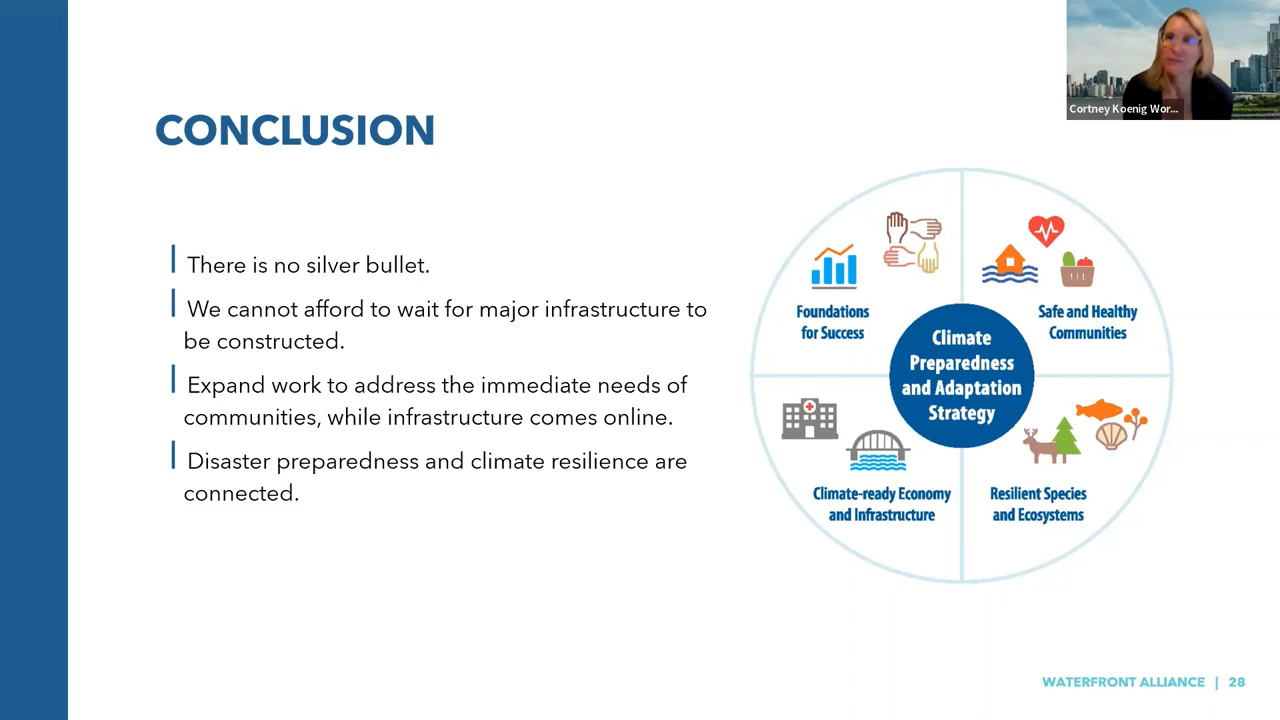 Cortney Koenig Wor...
CONCLUSION
There is no silver bullet.
We cannot afford to wait for major infrastructure to
be constructed.
Expand work to address the immediate needs of
communities, while infrastructure comes online.
Disaster preparedness and climate resilience are
connected.
Foundations
for Success
Safe and Healthy
Communities
Climate
Preparedness
and Adaptation
Strategy
Climate-ready Economy
and Infrastructure
Resilient Species
and Ecosystems
WATERFRONT ALLIANCE | 28